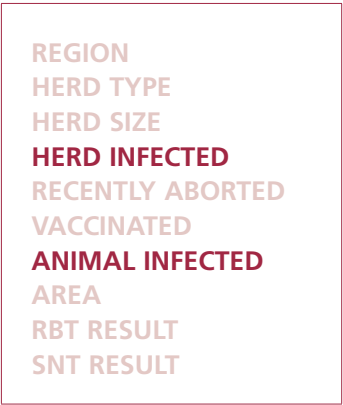 REGION
HERD TYPE
HERD SIZE
HERD INFECTED
RECENTLY ABORTED
VACCINATED
ANIMAL INFECTED
AREA
RBT RESULT
SNT RESULT